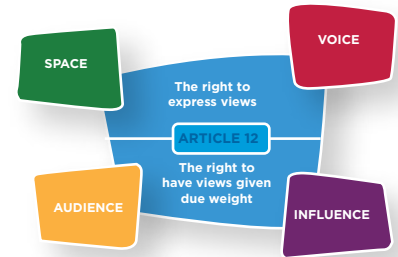 SPACE
VOICE
The right to
express views
ARTICLE 12
The right to
have views given
due weight
AUDIENCE
INFLUENCE